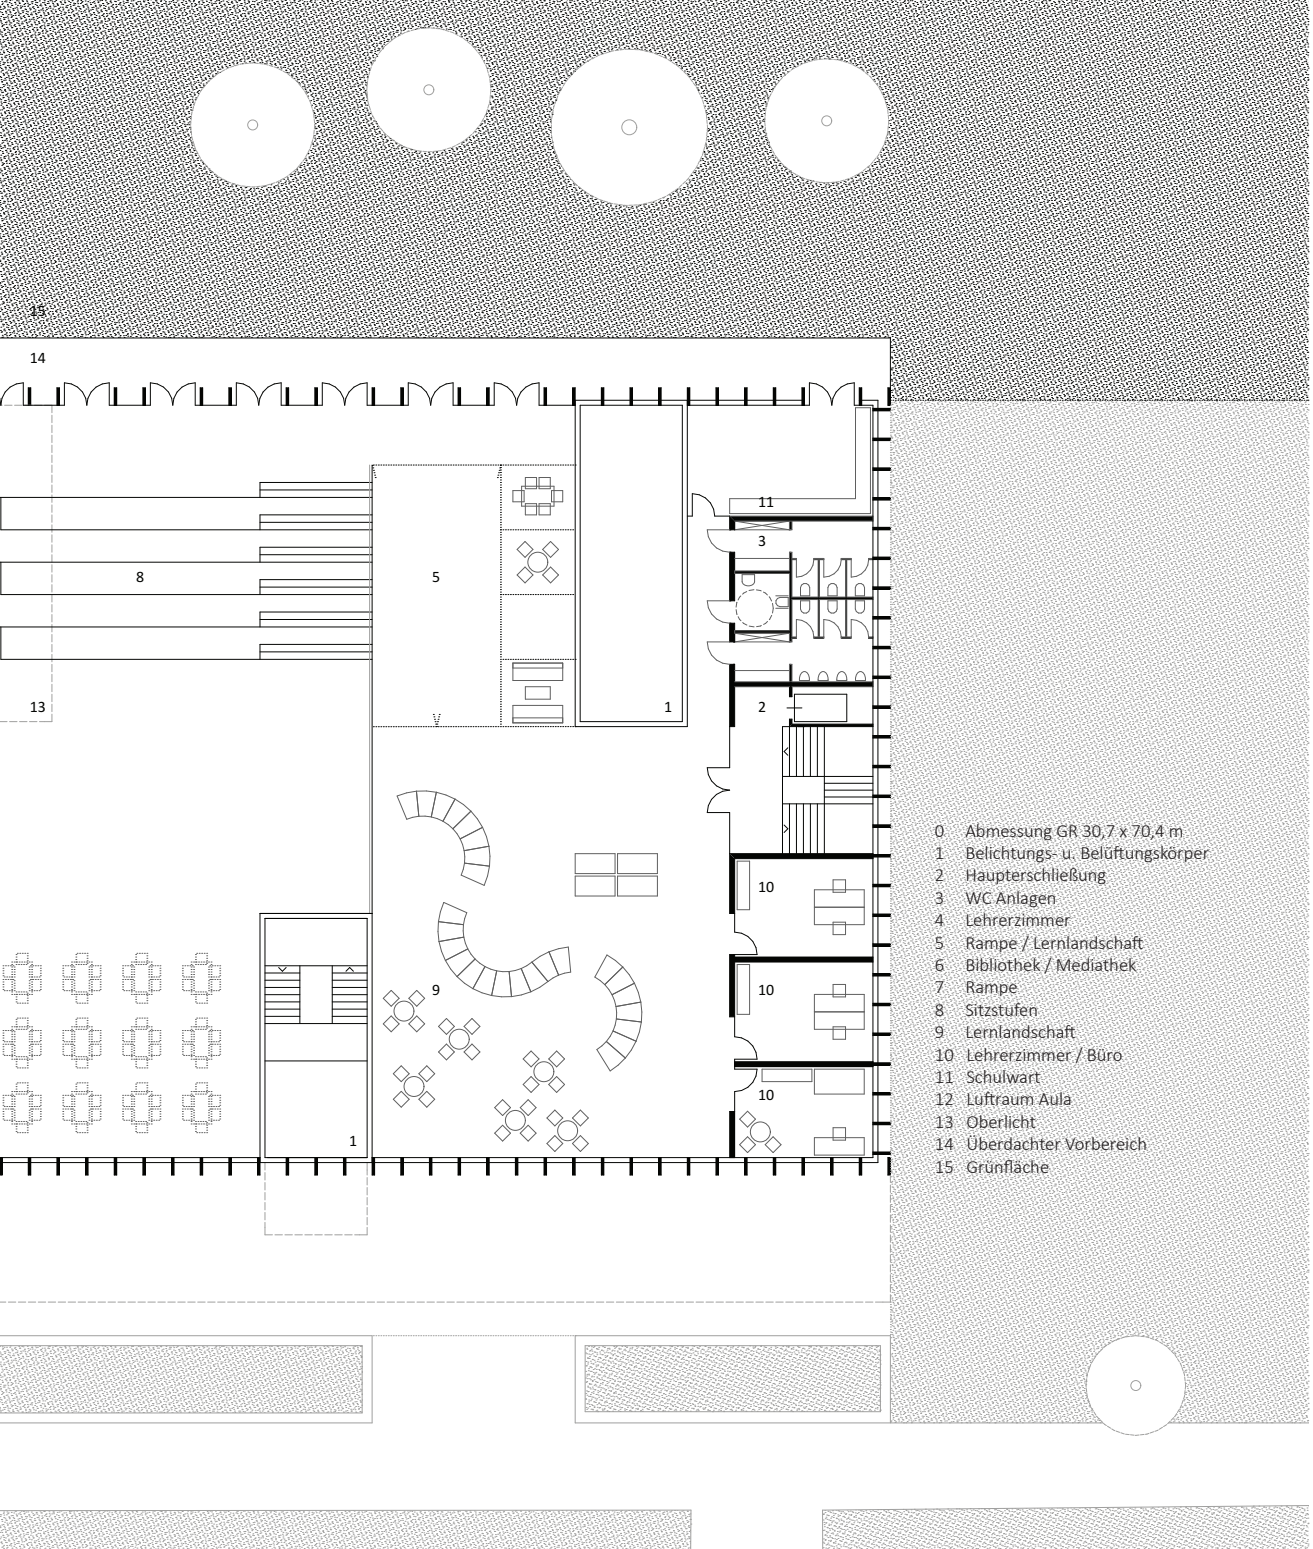 15
14
11
3
8
5
13
1
2
10
9
10
10
1
0 Abmessung GR 30,7 x 70,4 m
1 Belichtungs- u. Belüftungskörper
2 Haupterschließung
3 WC Anlagen
4 Lehrerzimmer
5 Rampe / Lernlandschaft
6 Bibliothek / Mediathek
7 Rampe
8 Sitzstufen
9 Lernlandschaft
10 Lehrerzimmer / Büro
11 Schulwart
12 Luftraum Aula
13 Oberlicht
14 Überdachter Vorbereich
15 Grünfläche